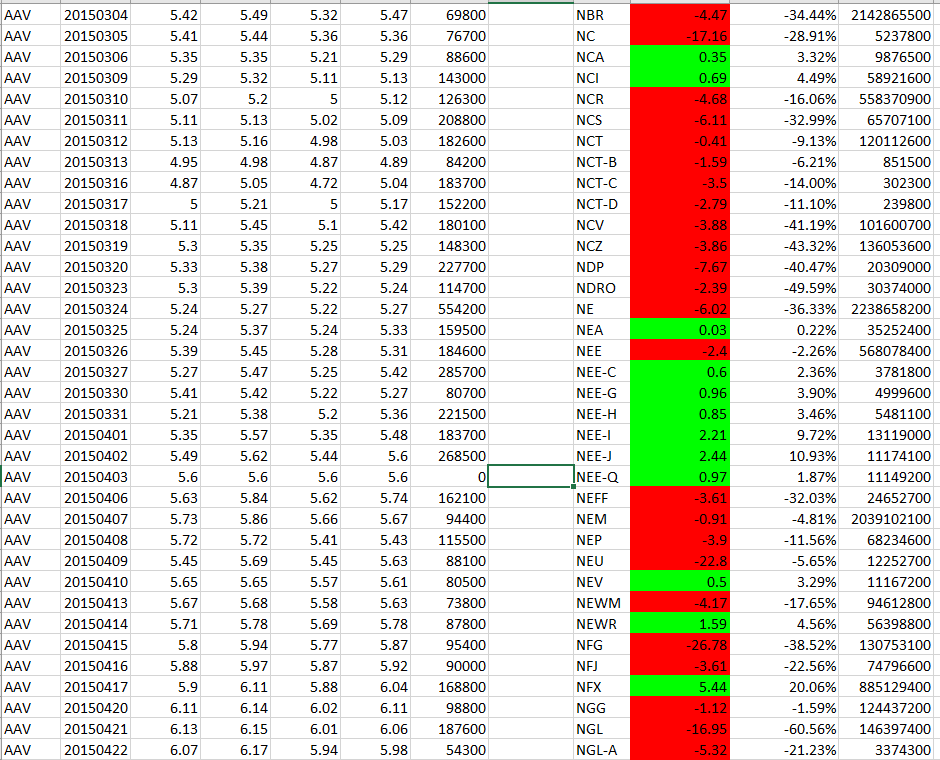 AAV 20150304 5.42 5.49 5.32 5.47 69800 NBR -4.47 -34.44% 2142865500
AAV 20150305 5.41 5.44 5.36 5.36 76700 NC -17.16 -28.91% 5237800
AAV 20150306 5.35 5.35 5.21 5.29 88600 NCA 0.35 3.32% 9876500
AAV 20150309 5.29 5.32 5.11 5.13 143000 NCI 0.69 4.49% 58921600
AAV 20150310 5.07 5.2 5 5.12 126300 NCR -4.68 -16.06% 558370900
AAV 20150311 5.11 5.13 5.02 5.09 208800 NCS -6.11 -32.99% 65707100
AAV 20150312 5.13 5.16 4.98 5.03 182600 NCT -0.41 -9.13% 120112600
AAV 20150313 4.95 4.98 4.87 4.89 84200 NCT-B -1.59 -6.21% 851500
AAV 20150316 4.87 5.05 4.72 5.04 183700 NCT-C -3.5 -14.00% 302300
AAV 20150317 5 5.21 5 5.17 152200 NCT-D -2.79 -11.10% 239800
AAV 20150318 5.11 5.45 5.1 5.42 180100 NCV -3.88 -41.19% 101600700
AAV 20150319 5.3 5.35 5.25 5.25 148300 NCZ -3.86 -43.32% 136053600
AAV 20150320 5.33 5.38 5.27 5.29 227700 NDP -7.67 -40.47% 20309000
AAV 20150323 5.3 5.39 5.22 5.24 114700 NDRO -2.39 -49.59% 30374000
AAV 20150324 5.24 5.27 5.22 5.27 554200 NE -6.02 -36.33% 2238658200
AAV 20150325 5.24 5.37 5.24 5.33 159500 NEA 0.03 0.22% 35252400
AAV 20150326 5.39 5.45 5.28 5.31 184600 NEE -2.4 -2.26% 568078400
AAV 20150327 5.27 5.47 5.25 5.42 285700 NEE-C 0.6 2.36% 3781800
AAV 20150330 5.41 5.42 5.22 5.27 80700 NEE-G 0.96 3.90% 4999600
AAV 20150331 5.21 5.38 5.2 5.36 221500 NEE-H 0.85 3.46% 5481100
AAV 20150401 5.35 5.57 5.35 5.48 183700 NEE-I 2.21 9.72% 13119000
AAV 20150402 5.49 5.62 5.44 5.6 268500 NEE-J 2.44 10.93% 11174100
AAV 20150403 5.6 5.6 5.6 5.6 0 NEE-Q 0.97 1.87% 11149200
AAV 20150406 5.63 5.84 5.62 5.74 162100 NEFF -3.61 -32.03% 24652700
AAV 20150407 5.73 5.86 5.66 5.67 94400 NEM -0.91 -4.81% 2039102100
AAV 20150408 5.72 5.72 5.41 5.43 115500 NEP -3.9 -11.56% 68234600
AAV 20150409 5.45 5.69 5.45 5.63 88100 NEU -22.8 -5.65% 12252700
AAV 20150410 5.65 5.65 5.57 5.61 80500 NEV 0.5 3.29% 11167200
AAV 20150413 5.67 5.68 5.58 5.63 73800 NEWM -4.17 -17.65% 94612800
AAV 20150414 5.71 5.78 5.69 5.78 87800 NEWR 1.59 4.56% 56398800
AAV 20150415 5.8 5.94 5.77 5.87 95400 NFG -26.78 -38.52% 130753100
AAV 20150416 5.88 5.97 5.87 5.92 90000 NFJ -3.61 -22.56% 74796600
AAV 20150417 5.9 6.11 5.88 6.04 168800 NFX 5.44 20.06% 885129400
AAV 20150420 6.11 6.14 6.02 6.11 98800 NGG -1.12 -1.59% 124437200
AAV 20150421 6.13 6.15 6.01 6.06 187600 NGL -16.95 -60.56% 146397400
AAV 20150422 6.07 6.17 5.94 5.98 54300 NGL-A -5.32 -21.23% 3374300